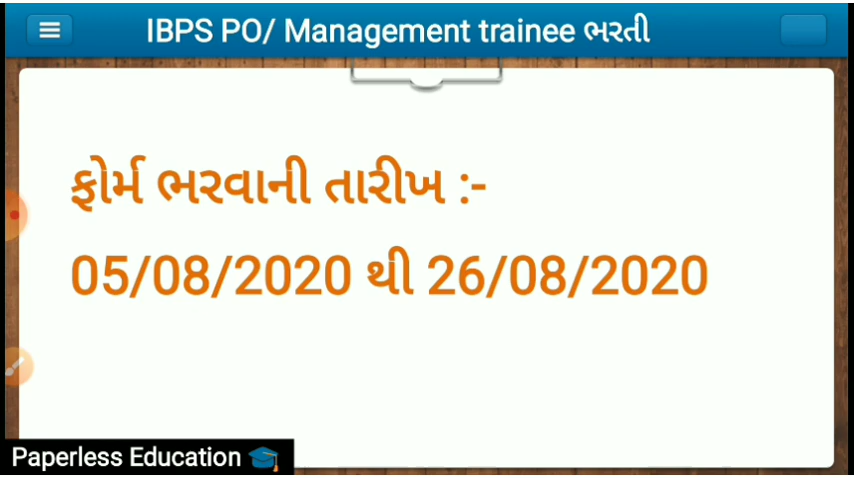 IBPS PO/ Management trainee ભરતી
ફોર્મ ભરવાની તારીખ :-
05/08/2020 થી 26/08/2020
Paperless Education